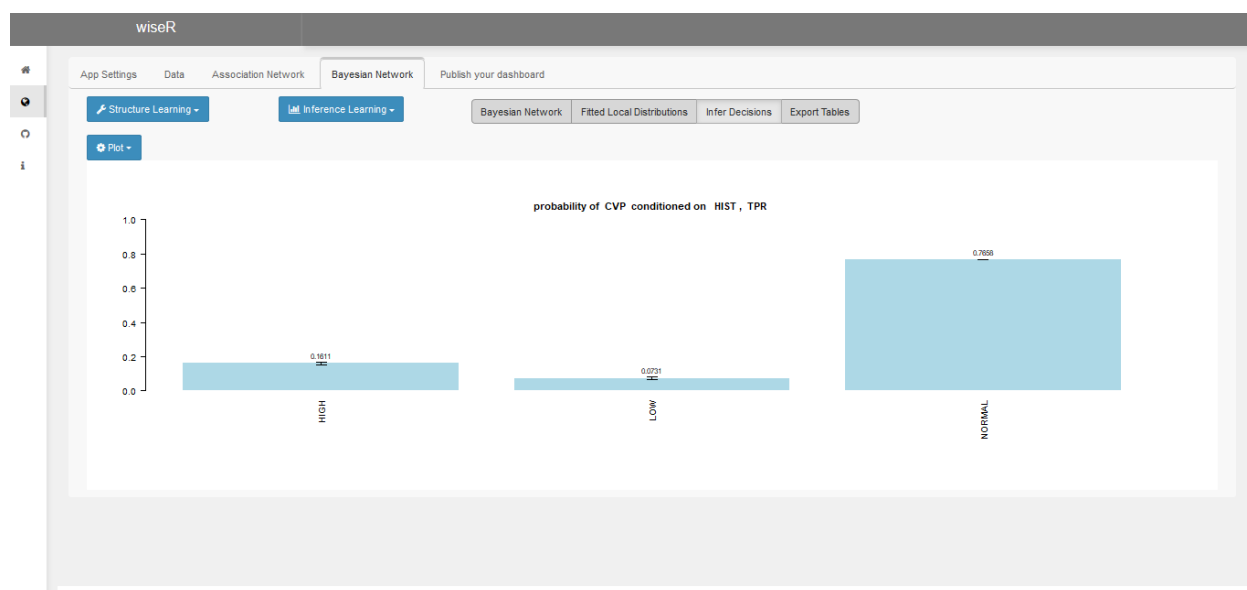 wiseR
App Settings Data Association Network Bayesian Network Publish your dashboard
Structure Learning Inference Learning Bayesian Network Fitted Local Distributions Infer Decisions Export Tables
Plot
probability of CVP conditioned on HIST , TPR
1.0
0.8
0.6
0.4
0.2
0.0
0.1611
0.0731
0.7658
HIGH
LOW
NORMAL